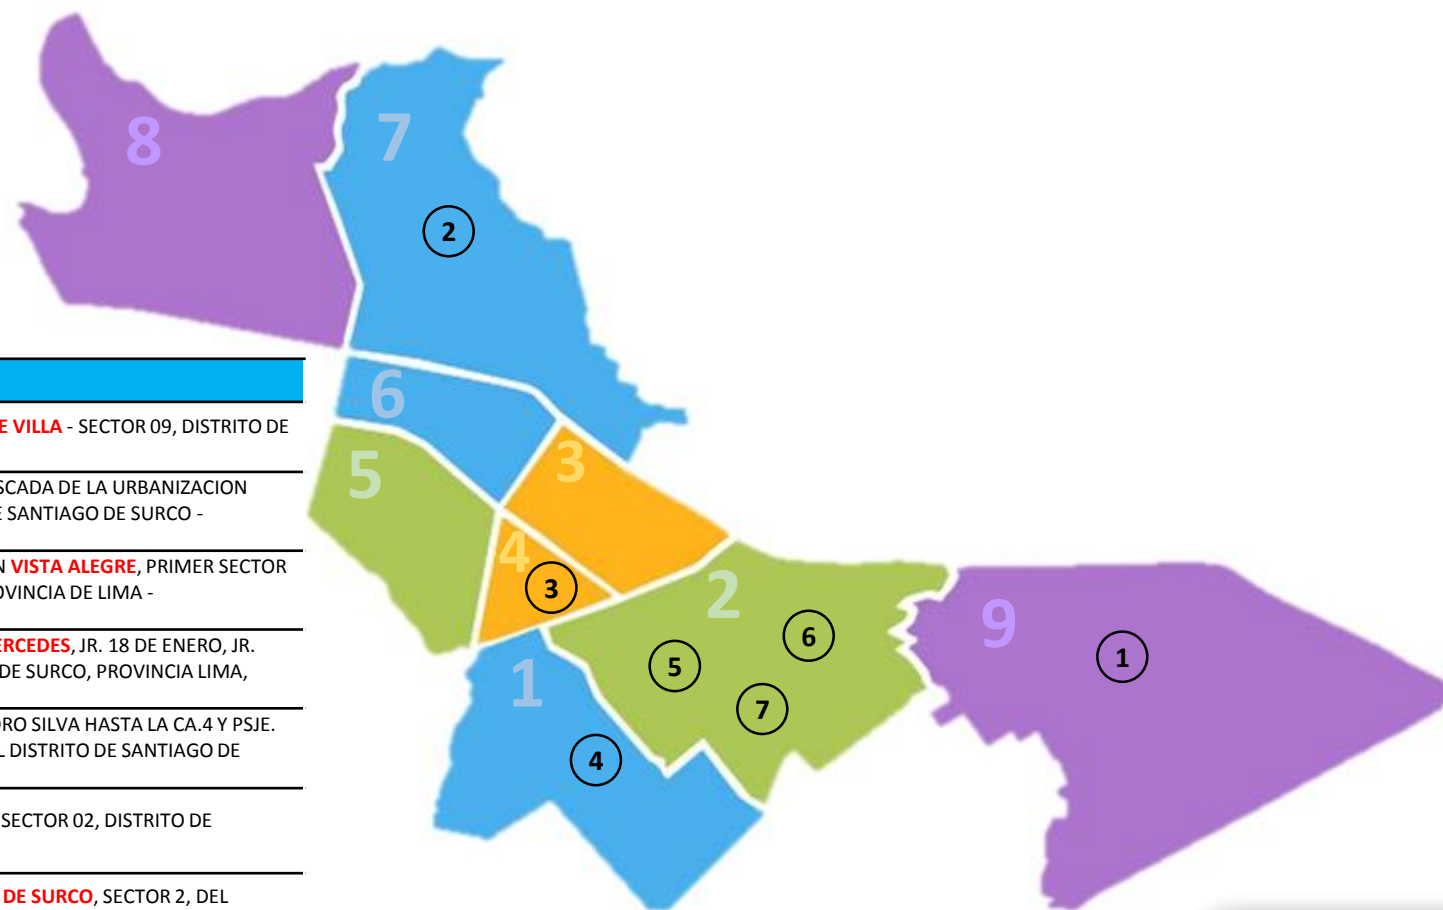 8
7
2
6
3
5
4
3
2
6
9
1
5
1
7
4
E VILLA - SECTOR 09, DISTRITO DE
SCADA DE LA URBANIZACION
E SANTIAGO DE SURCO -
N VISTA ALEGRE, PRIMER SECTOR
OVINCIA DE LIMA -
ERCEDES, JR. 18 DE ENERO, JR.
DE SURCO, PROVINCIA LIMA,
ORO SILVA HASTA LA CA.4 Y PSJE.
L DISTRITO DE SANTIAGO DE
SECTOR 02, DISTRITO DE
DE SURCO, SECTOR 2, DEL